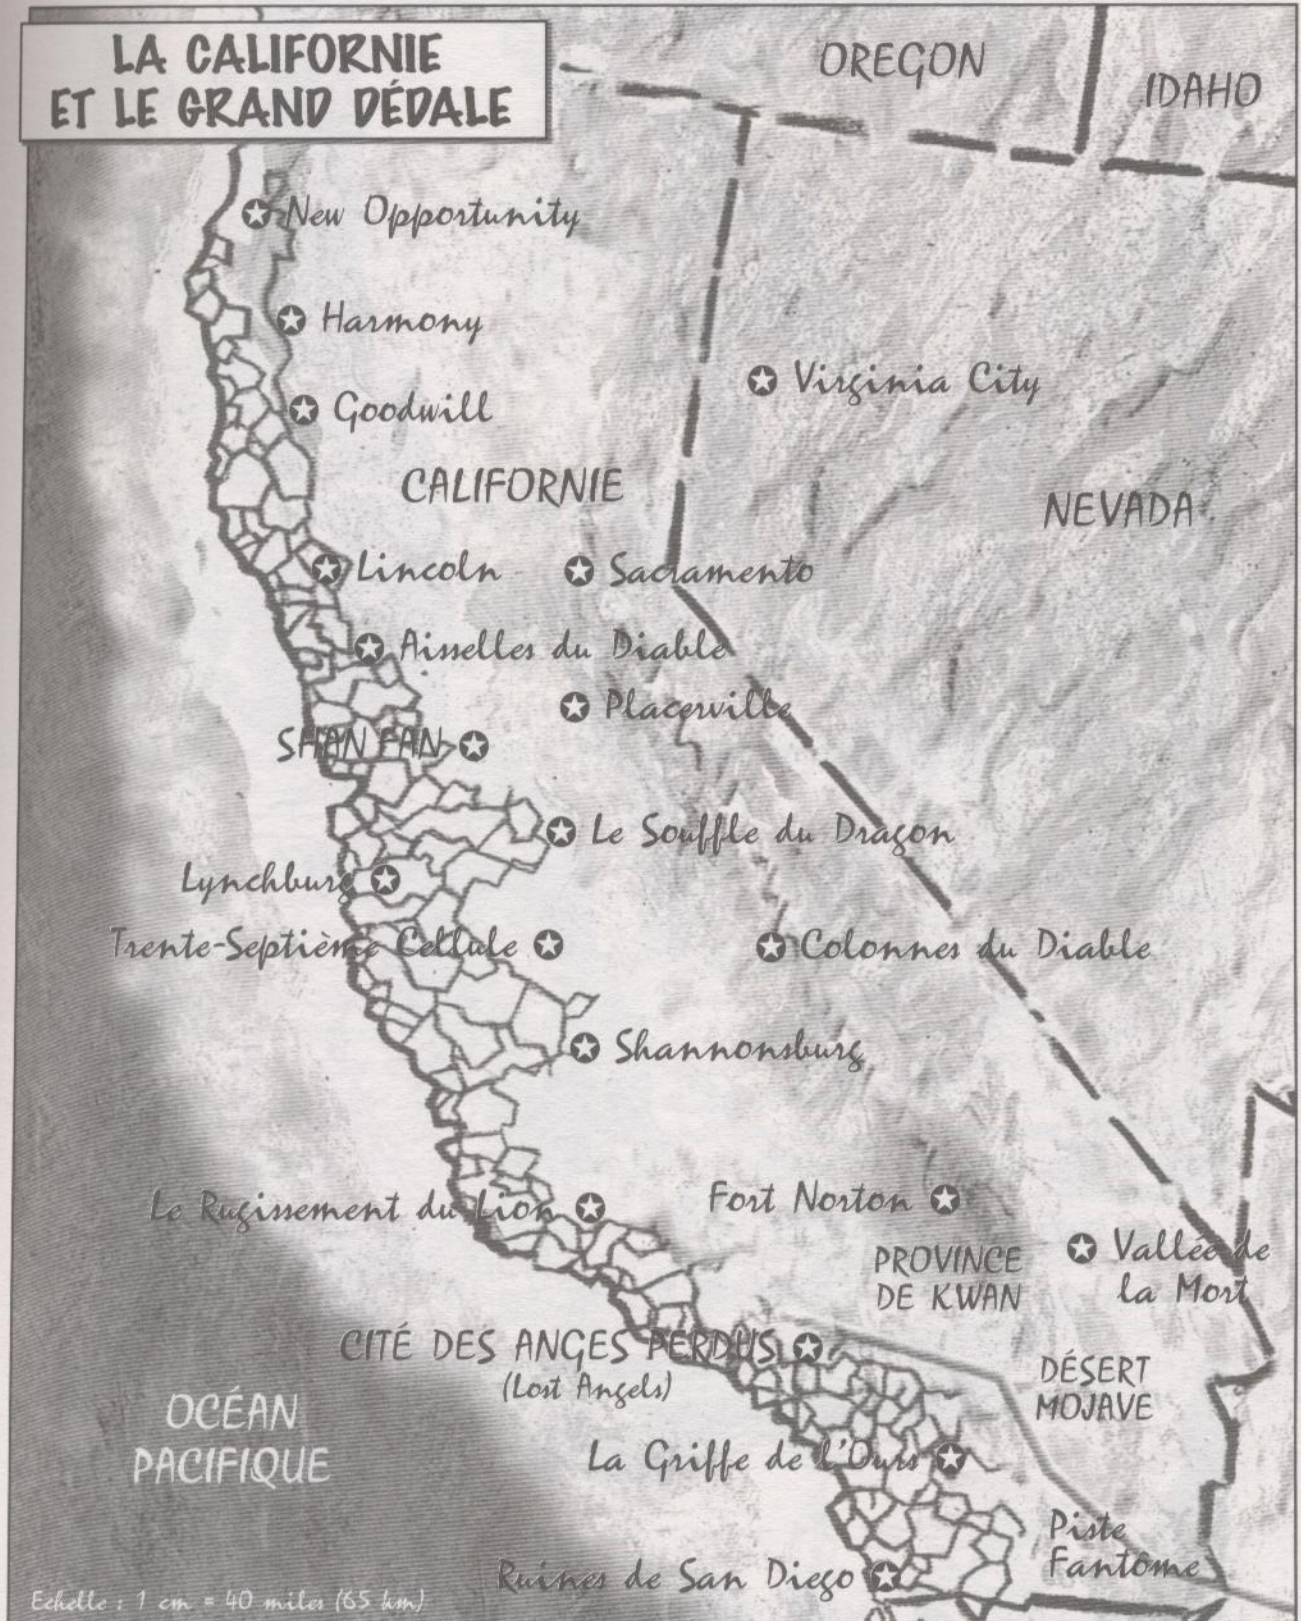 LA CALIFORNIE
ET LE GRAND DÉDALE
OREGON
IDAHO
New Opportunity
Harmony
Virginia City
Goodwill
CALIFORNIE
NEVADA
Lincoln
Sacramento
Aisselles du Diable
Placerville
SHAN FAN
Le Souffle du Dragon
Lynchburg
Trente-Septième Cellule
Colonnes du Diable
Shannonsburg
Le Rugissement du Lion
Fort Norton
PROVINCE
DE KWAN
Vallée de
la Mort
CITÉ DES ANGES PERDUS
(Lost Angels)
DÉSERT
MOJAVE
OCÉAN
PACIFIQUE
La Griffe de l'Ours
Piste
Fantôme
Ruines de San Diego
Echelle : 1 cm = 40 miles (65 km)